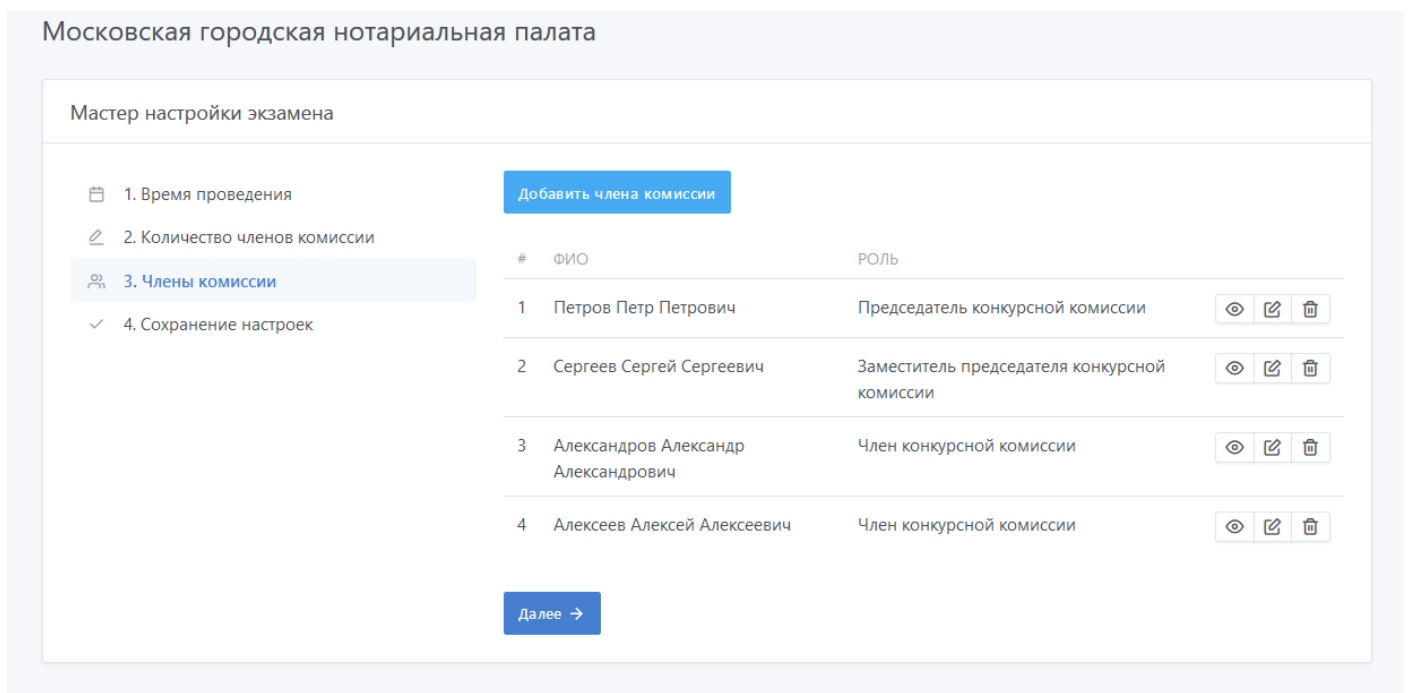 Московская городская нотариальная палата
Мастер настройки экзамена
1. Время проведения
2. Количество членов комиссии
3. Члены комиссии
4. Сохранение настроек
Добавить члена комиссии
# ФИО РОЛЬ
1 Петров Петр Петрович Председатель конкурсной комиссии
2 Сергеев Сергей Сергеевич Заместитель председателя конкурсной
комиссии
3 Александров Александр Член конкурсной комиссии
Александрович
4 Алексеев Алексей Алексеевич Член конкурсной комиссии
Далее →